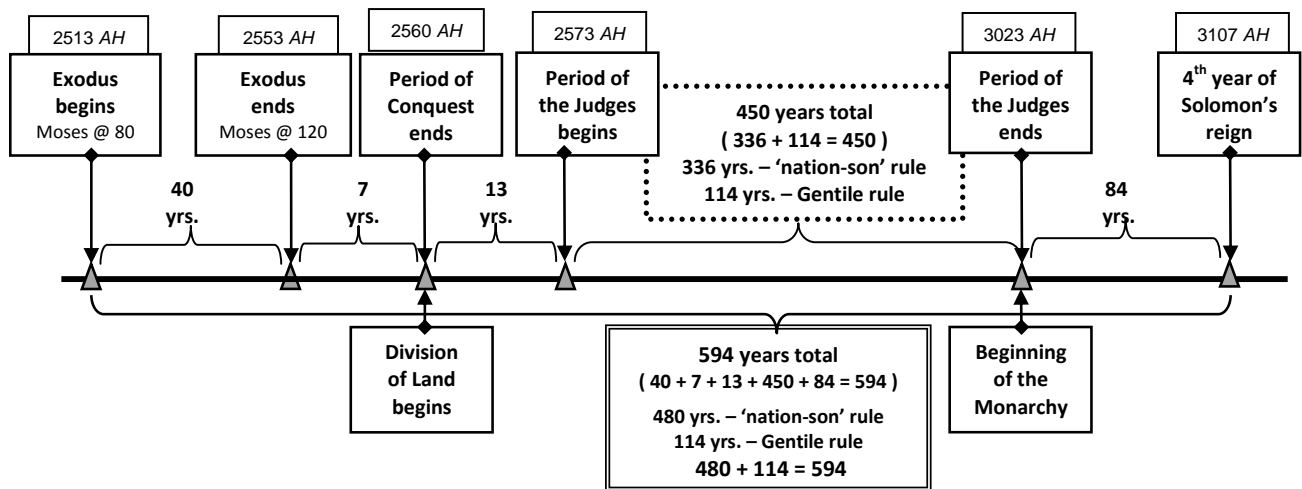 2513 AH
Exodus
begins
Moses @ 80
2553 AH
Exodus
ends
Moses @ 120
2560 AH
Period of
Conquest
ends
2573 AH
Period of
the Judges
begins
450 years total
( 336 + 114 = 450 )
336 yrs. – ‘nation-son’ rule
114 yrs. – Gentile rule
3023 AH
Period of
the Judges
ends
3107 AH
4th year of
Solomon’s
reign
40
yrs.
7
yrs.
13
yrs.
84
yrs.
Division
of Land
begins
594 years total
( 40 + 7 + 13 + 450 + 84 = 594 )
480 yrs. – ‘nation-son’ rule
114 yrs. – Gentile rule
480 + 114 = 594
Beginning
of the
Monarchy